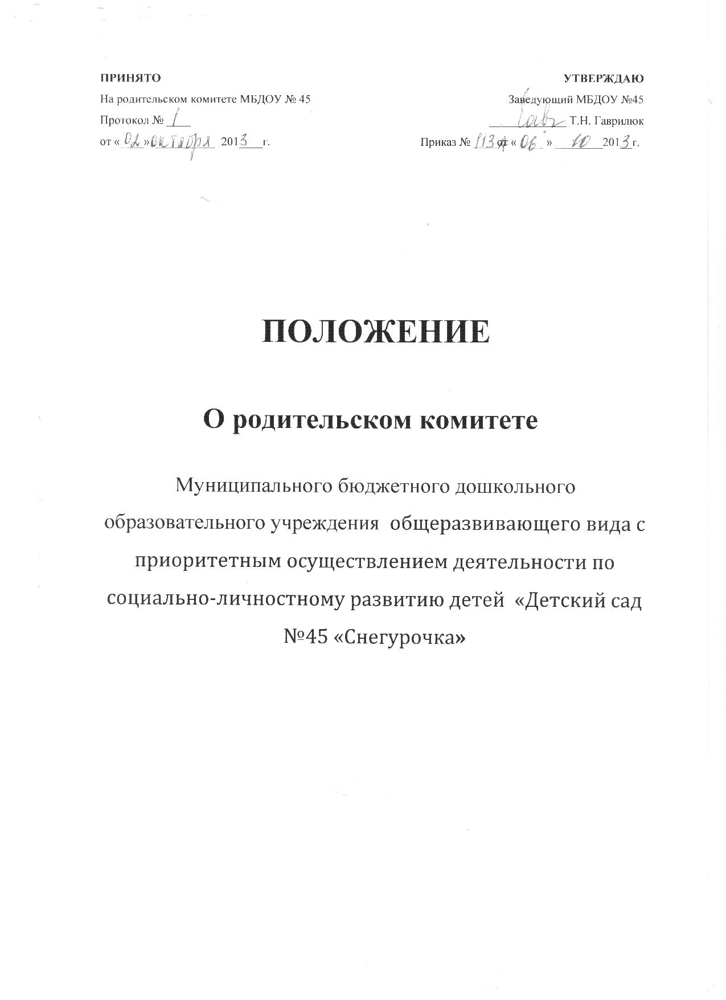 ПРИНЯТО
УТВЕРЖДАЮ
На родительском комитете МБДОУ № 45
Заведующий МБДОУ №45
Протокол № 1
Т.Н. Гаврилюк
от « 02 » октября 2013 г.
Приказ № 113 от « 06 » 10 2013 г.
ПОЛОЖЕНИЕ
О родительском комитете
Муниципального бюджетного дошкольного
образовательного учреждения общеразвивающего вида с
приоритетным осуществлением деятельности по
социально-личностному развитию детей «Детский сад
№45 «Снегурочка»